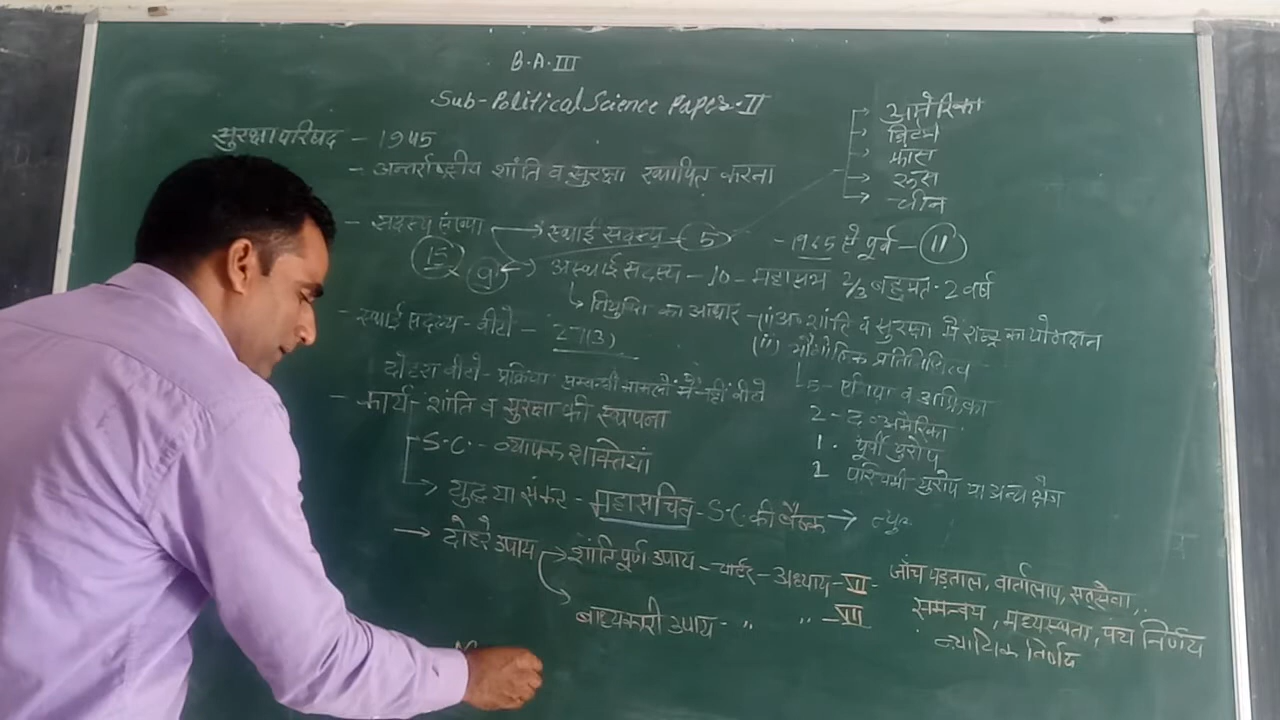 B.A.III
Sub-Political Science Paper-II
सुरक्षा परिषद - 1945
→ अमेरिका
→ ब्रिटेन
→ फ्रांस
→ रूस
→ चीन
- अन्तर्राष्ट्रीय शांति व सुरक्षा स्थापित करना
- सदस्य संख्या → स्थाई सदस्य - 5 - 1965 से पूर्व - 11
15 9 → अस्थाई सदस्य - 10 - महासभा 2/3 बहुमत - 2 वर्ष
↳ नियुक्ति का आधार - (i) अ० शांति व सुरक्षा में राष्ट्र का योगदान
(ii) भौगोलिक प्रतिनिधित्व
- स्थाई सदस्य - वीटो - 27(3)
5 - एशिया व अफ्रिका
2 - द० अमेरिका
1. पूर्वी युरोप
2 पश्चिमी युरोप या अन्य क्षेत्र
दोहरा वीटो - प्रक्रिया सम्बन्धी मामलों में नहीं वीटो
- कार्य - शांति व सुरक्षा की स्थापना
- S.C. - व्यापक शक्तियां
→ युद्ध या संकट - महासचिव - S.C. की बैठक →
→ दोहरे उपाय → शांतिपूर्ण उपाय - चार्टर - अध्याय - VI - जाँच पड़ताल, वार्तालाप, सत्सेवा,
समन्वय, मध्यस्थता, पंच निर्णय
न्यायिक निर्णय
बाध्यकारी उपाय - " " - VII